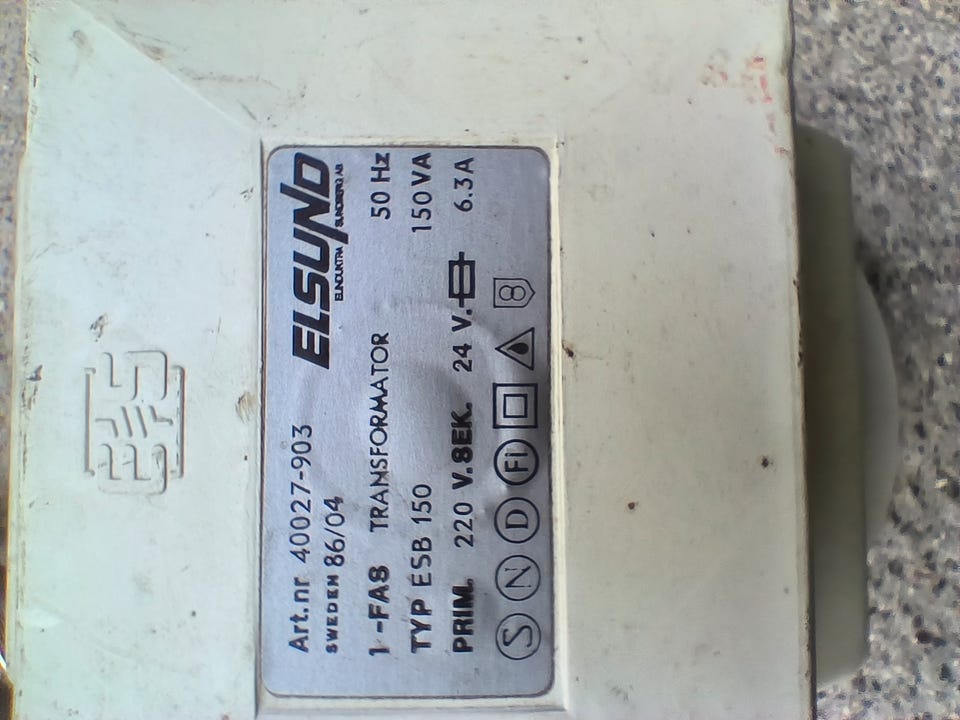 Art.nr 40027-903
SWEDEN 86/04
ELSUND
SUNDBERG AB
1-FAS TRANSFORMATOR 50 Hz
TYP ESB 150 150 VA
PRIM. 220 V. SEK. 24 V. 6.3 A
S N D FI 8